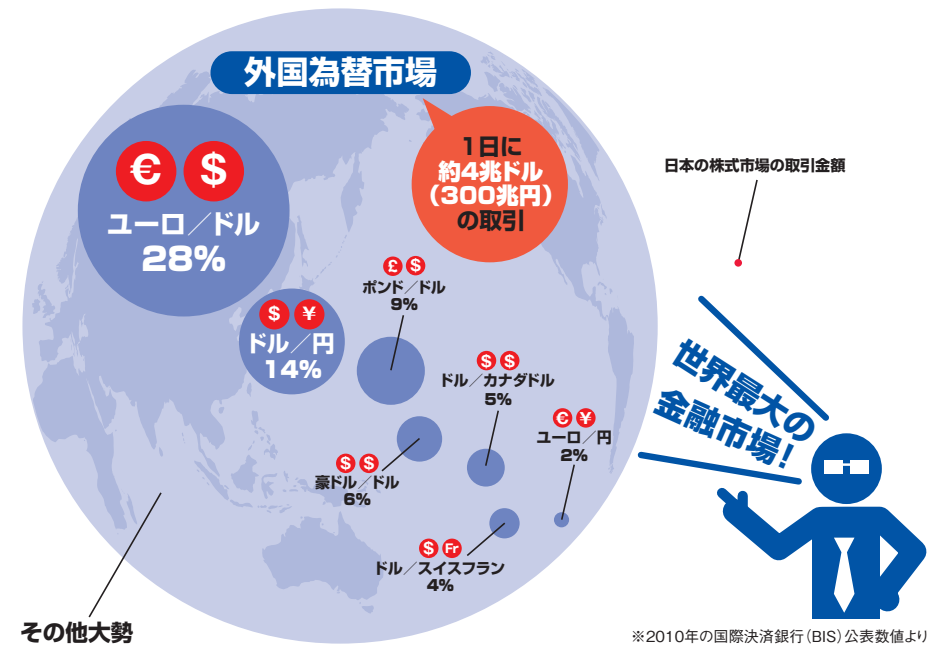 外国為替市場
€ $
ユーロ/ドル
28%
1日に
約4兆ドル
(300兆円)
の取引
日本の株式市場の取引金額
£ $
ポンド/ドル
9%
$ ¥
ドル/円
14%
$ $
ドル/カナダドル
5%
€ ¥
ユーロ/円
2%
$ $
豪ドル/ドル
6%
$ Fr
ドル/スイスフラン
4%
世界最大の
金融市場!
その他大勢
※2010年の国際決済銀行(BIS)公表数値より